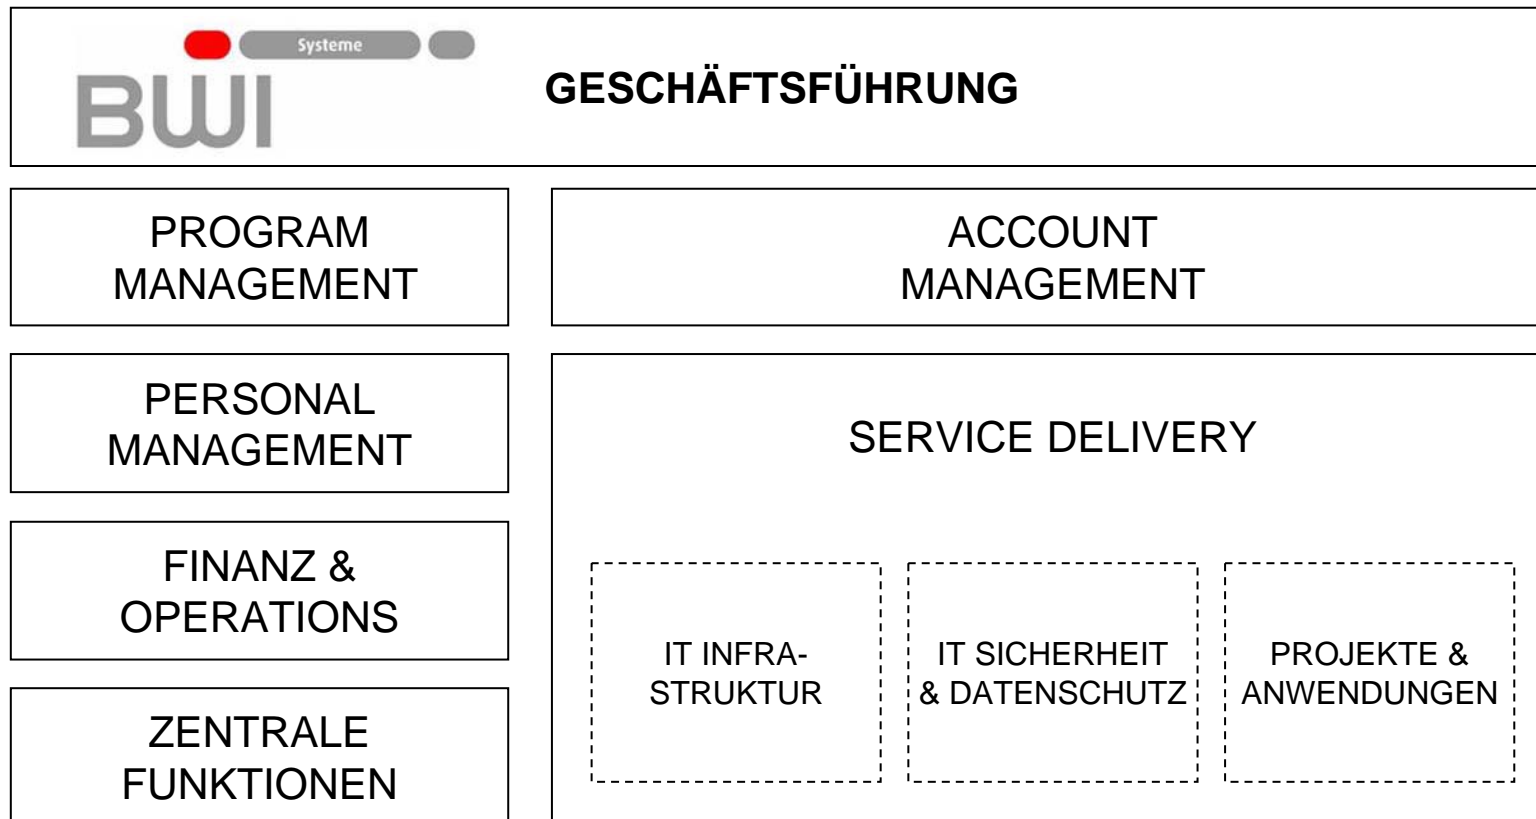 Systeme
BWI
GESCHÄFTSFÜHRUNG
PROGRAM
MANAGEMENT
ACCOUNT
MANAGEMENT
PERSONAL
MANAGEMENT
SERVICE DELIVERY
FINANZ &
OPERATIONS
IT INFRA-
STRUKTUR
IT SICHERHEIT
& DATENSCHUTZ
PROJEKTE &
ANWENDUNGEN
ZENTRALE
FUNKTIONEN